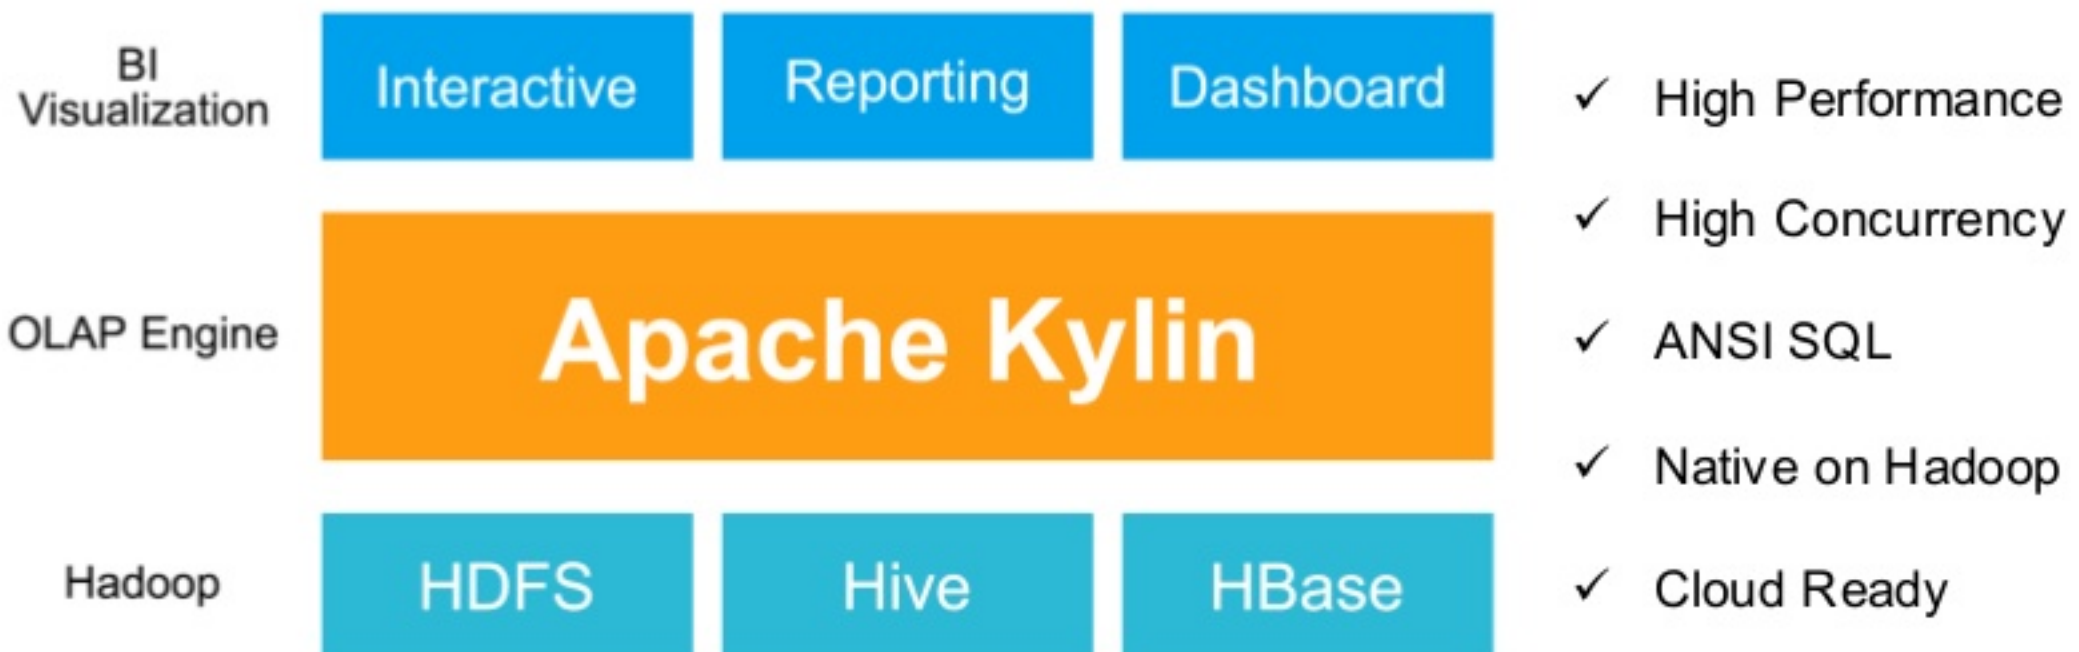 BI
Visualization
Interactive
Reporting
Dashboard
OLAP Engine
Apache Kylin
Hadoop
HDFS
Hive
HBase
✓ High Performance
✓ High Concurrency
✓ ANSI SQL
✓ Native on Hadoop
✓ Cloud Ready